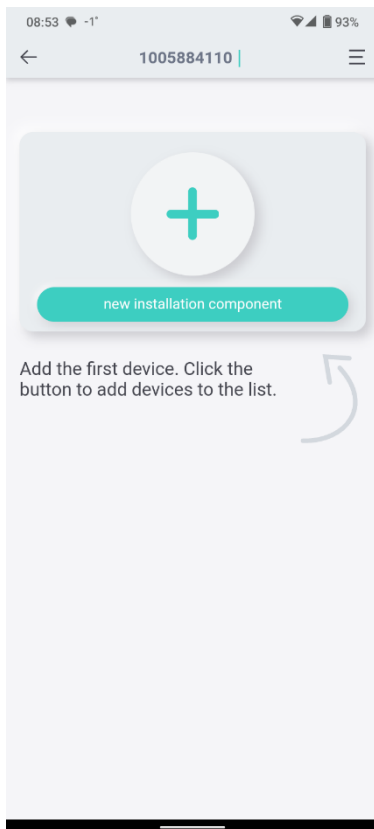 08:53 -1° 93%
1005884110
new installation component
Add the first device. Click the
button to add devices to the list.